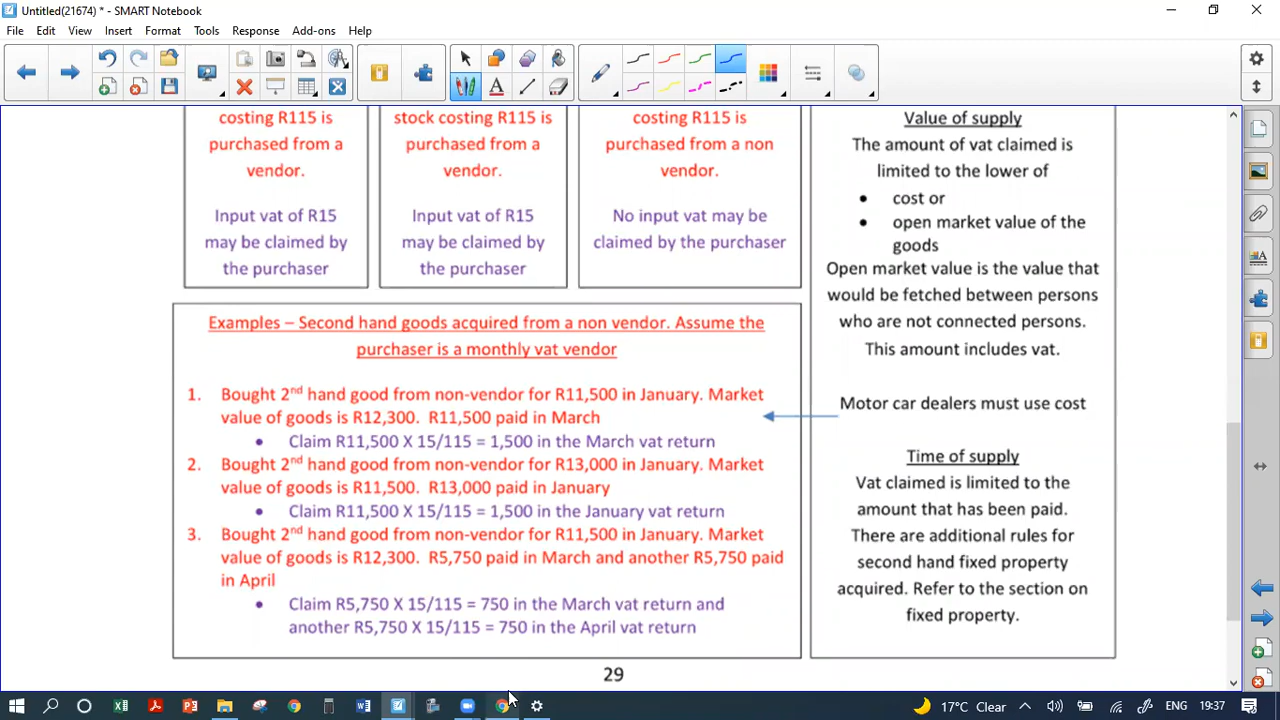 Untitled(21674) * - SMART Notebook
File Edit View Insert Format Tools Response Add-ons Help
costing R115 is
purchased from a
vendor.
Input vat of R15
may be claimed by
the purchaser
stock costing R115 is
purchased from a
vendor.
Input vat of R15
may be claimed by
the purchaser
costing R115 is
purchased from a non
vendor.
No input vat may be
claimed by the purchaser
Examples – Second hand goods acquired from a non vendor. Assume the
purchaser is a monthly vat vendor
1. Bought 2nd hand good from non-vendor for R11,500 in January. Market
value of goods is R12,300. R11,500 paid in March
• Claim R11,500 X 15/115 = 1,500 in the March vat return
2. Bought 2nd hand good from non-vendor for R13,000 in January. Market
value of goods is R11,500. R13,000 paid in January
• Claim R11,500 X 15/115 = 1,500 in the January vat return
3. Bought 2nd hand good from non-vendor for R11,500 in January. Market
value of goods is R12,300. R5,750 paid in March and another R5,750 paid
in April
• Claim R5,750 X 15/115 = 750 in the March vat return and
another R5,750 X 15/115 = 750 in the April vat return
Value of supply
The amount of vat claimed is
limited to the lower of
• cost or
• open market value of the
goods
Open market value is the value that
would be fetched between persons
who are not connected persons.
This amount includes vat.
Motor car dealers must use cost
Time of supply
Vat claimed is limited to the
amount that has been paid.
There are additional rules for
second hand fixed property
acquired. Refer to the section on
fixed property.
29
17°C Clear ENG 19:37